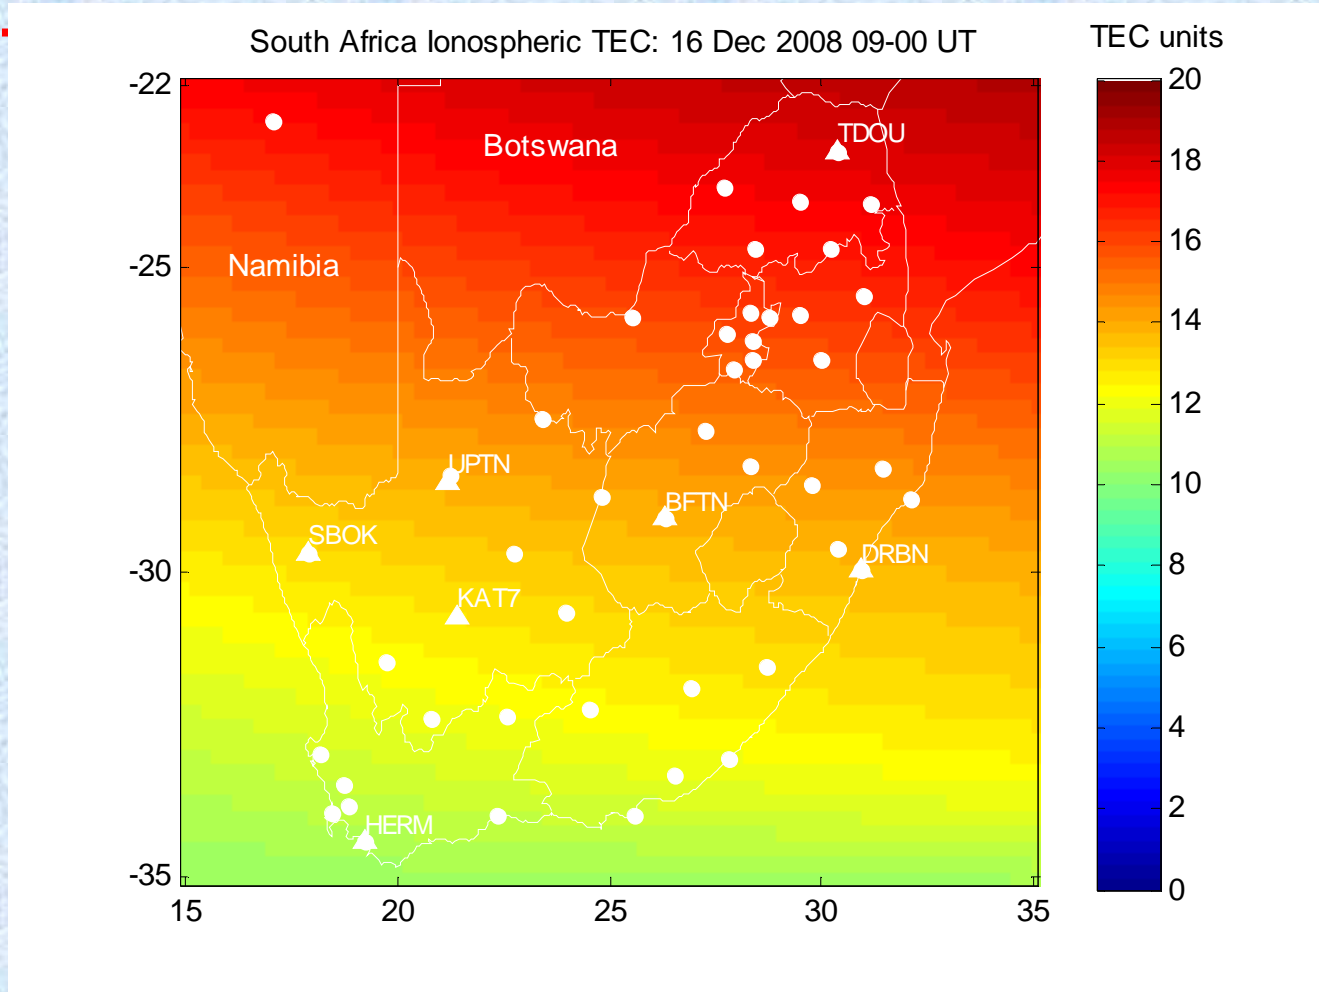 South Africa Ionospheric TEC: 16 Dec 2008 09-00 UT
TEC units
-22
-25
-30
-35
15
20
25
30
35
Botswana
Namibia
TDOU
UPTN
BFTN
SBOK
DRBN
KAT7
HERM
20
18
16
14
12
10
8
6
4
2
0